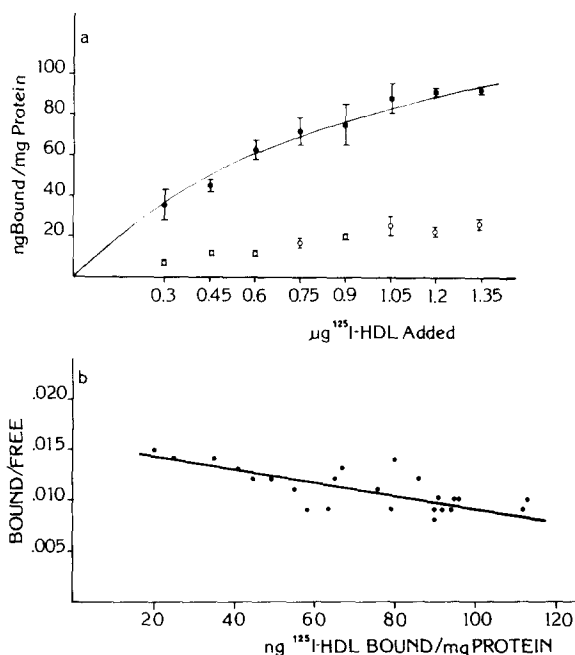 a
100
80
60
40
20
ng Bound/mg Protein
0.3 0.45 0.6 0.75 0.9 1.05 1.2 1.35
µg ¹²⁵I-HDL Added
b
.020
.015
.010
.005
BOUND/FREE
20 40 60 80 100 120
ng ¹²⁵I-HDL BOUND/mg PROTEIN